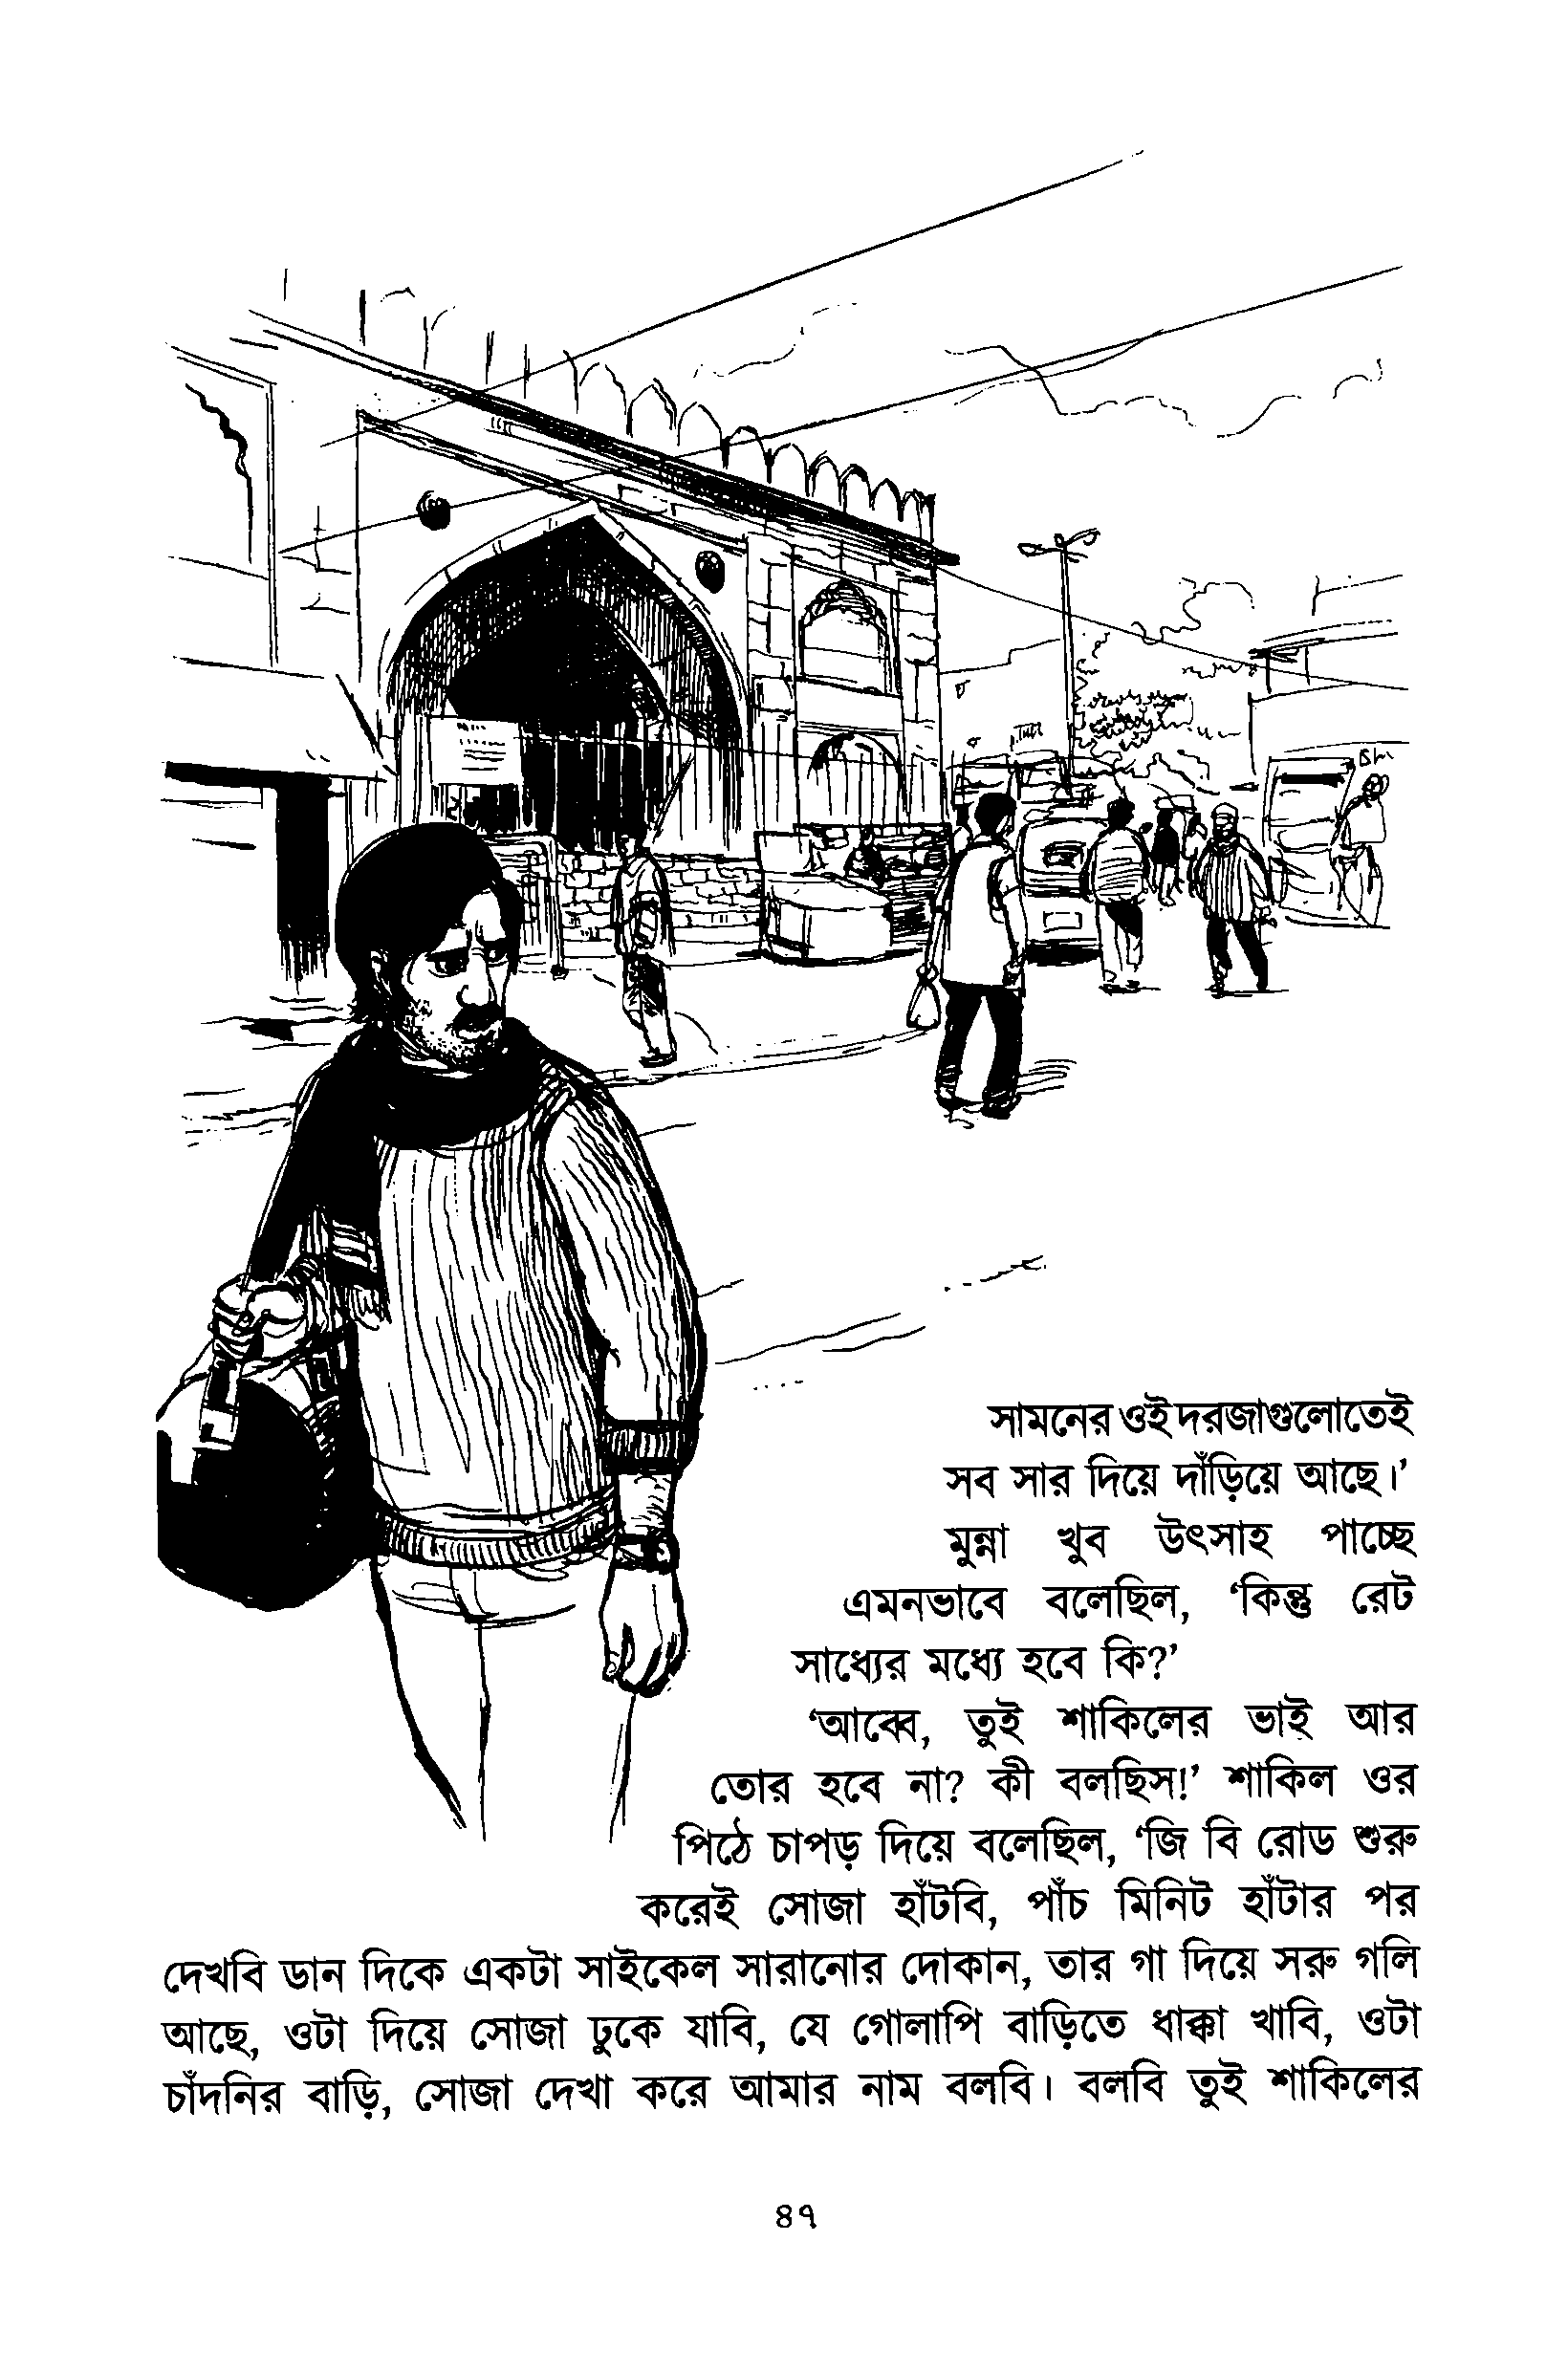 সামনের ওই দরজাগুলোতেই
সব সার দিয়ে দাঁড়িয়ে আছে।’
মুন্না খুব উৎসাহ পাচ্ছে
এমনভাবে বলেছিল, ‘কিন্তু রেট
সাধ্যের মধ্যে হবে কি?’
‘আব্বে, তুই শাকিলের ভাই আর
তোর হবে না? কী বলছিস!’ শাকিল ওর
পিঠে চাপড় দিয়ে বলেছিল, ‘জি বি রোড শুরু
করেই সোজা হাঁটবি, পাঁচ মিনিট হাঁটার পর
দেখবি ডান দিকে একটা সাইকেল সারানোর দোকান, তার গা দিয়ে সরু গলি
আছে, ওটা দিয়ে সোজা ঢুকে যাবি, যে গোলাপি বাড়িতে ধাক্কা খাবি, ওটা
চাঁদনির বাড়ি, সোজা দেখা করে আমার নাম বলবি। বলবি তুই শাকিলের
৪৭